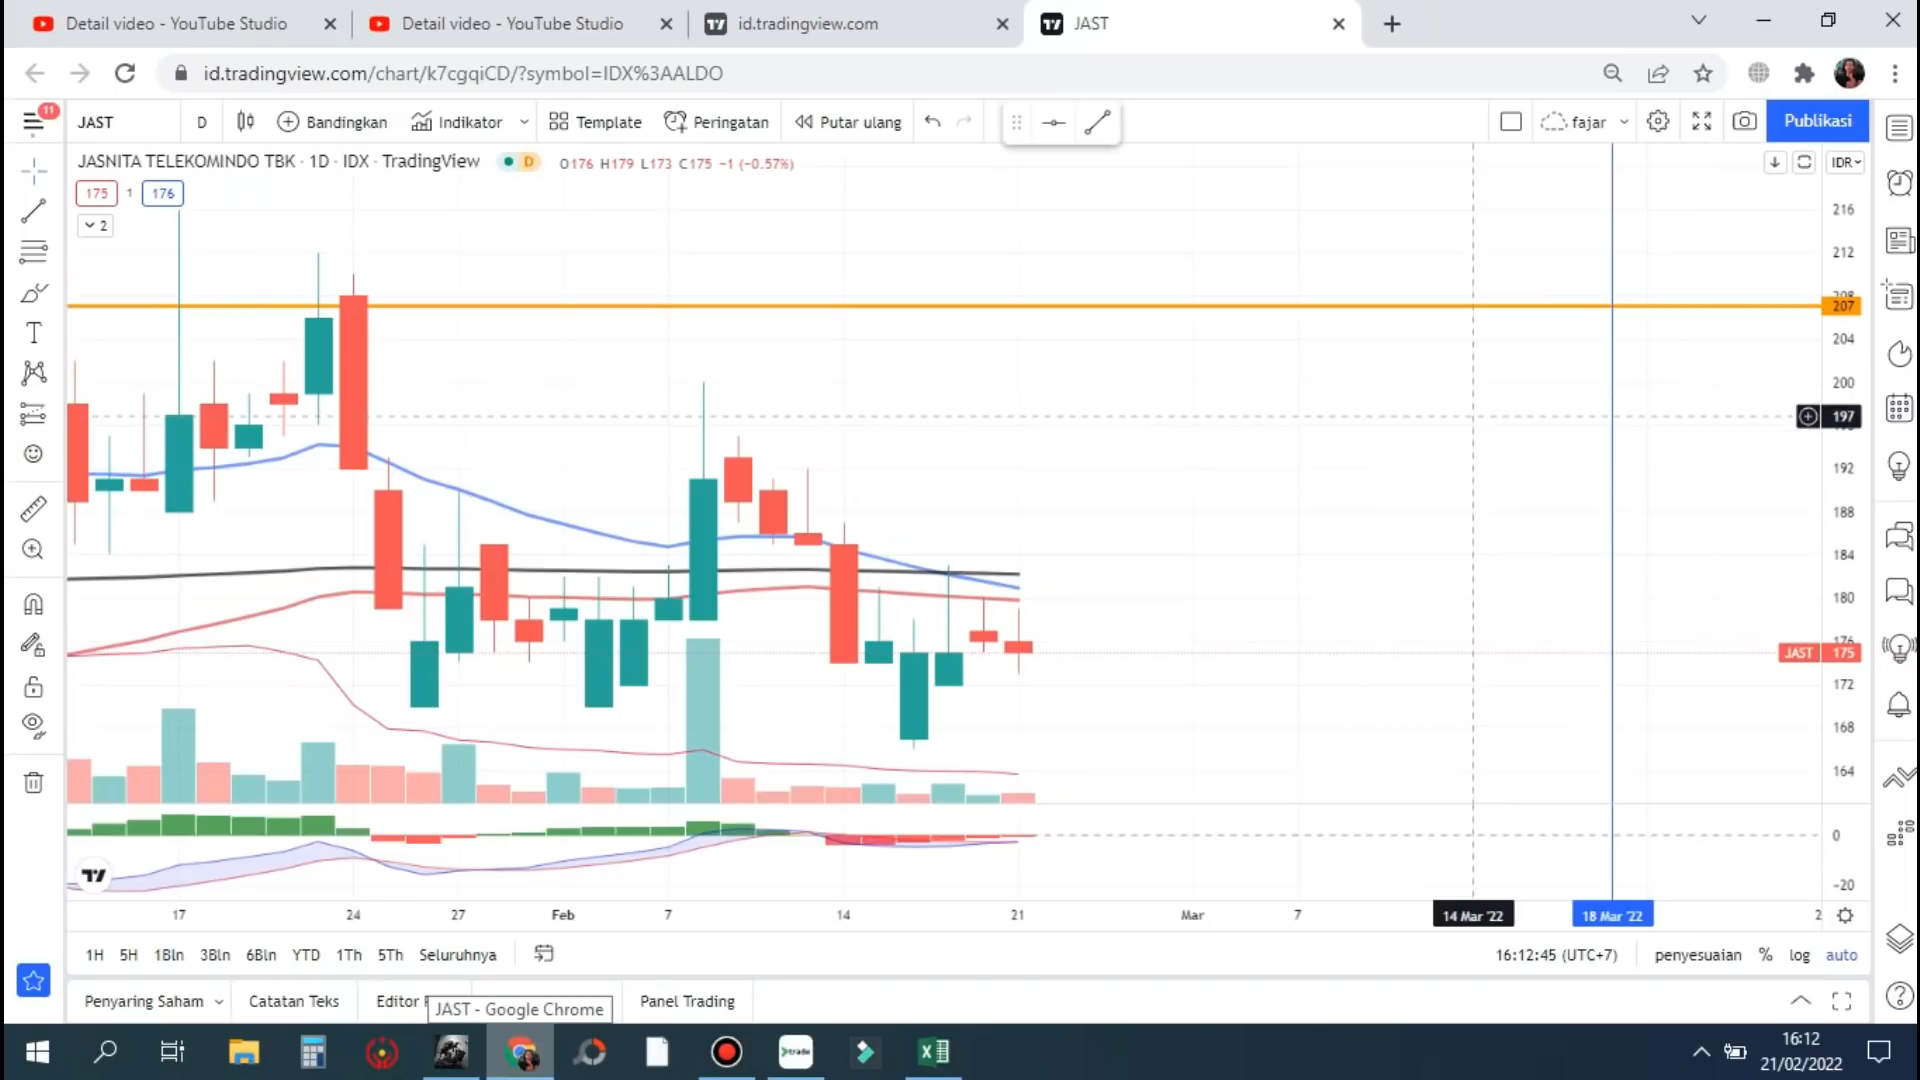 Detail video - YouTube Studio
Detail video - YouTube Studio
id.tradingview.com
JAST
id.tradingview.com/chart/k7cgqiCD/?symbol=IDX%3AALDO
11
JAST
D
Bandingkan
Indikator
Template
Peringatan
Putar ulang
fajar
Publikasi
JASNITA TELEKOMINDO TBK · 1D · IDX · TradingView
D
O176 H179 L173 C175 −1 (−0.57%)
IDR
175
1
176
2
216
212
208
207
204
200
197
192
188
184
180
176
JAST
175
172
168
164
0
−20
17
24
27
Feb
7
14
21
Mar
7
14 Mar '22
18 Mar '22
2
1H
5H
1Bln
3Bln
6Bln
YTD
1Th
5Th
Seluruhnya
16:12:45 (UTC+7)
penyesuaian
%
log
auto
Penyaring Saham
Catatan Teks
Editor
JAST - Google Chrome
Panel Trading
trade
16:12
21/02/2022